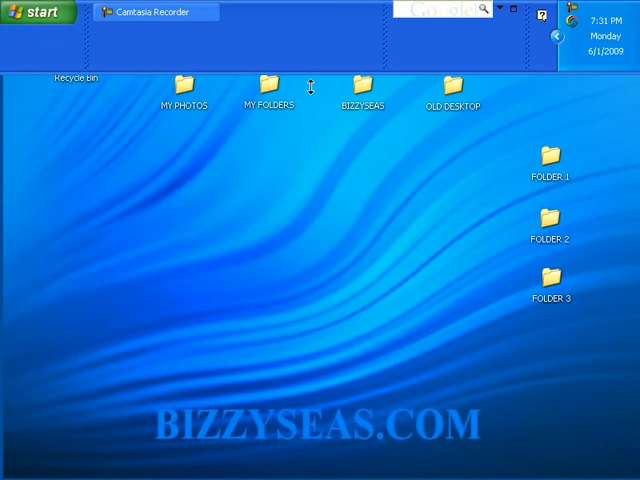 start
Camtasia Recorder
Google
7:31 PM
Monday
6/1/2009
Recycle Bin
MY PHOTOS
MY FOLDERS
BIZZYSEAS
OLD DESKTOP
FOLDER 1
FOLDER 2
FOLDER 3
BIZZYSEAS.COM